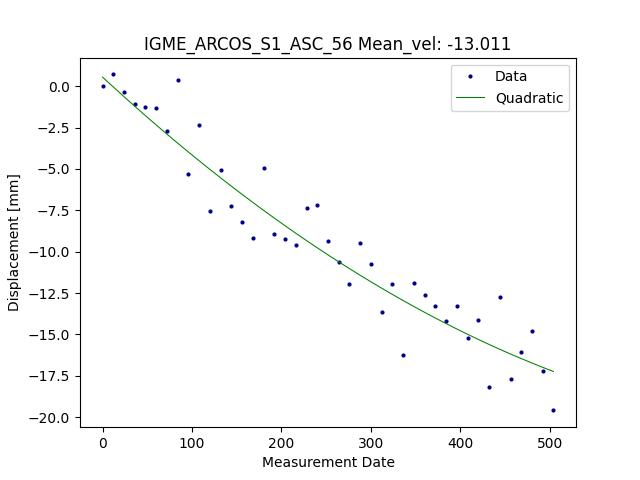 IGME_ARCOS_S1_ASC_56 Mean_vel: -13.011
Data
Quadratic
0.0
−2.5
−5.0
−7.5
−10.0
−12.5
−15.0
−17.5
−20.0
Displacement [mm]
0 100 200 300 400 500
Measurement Date